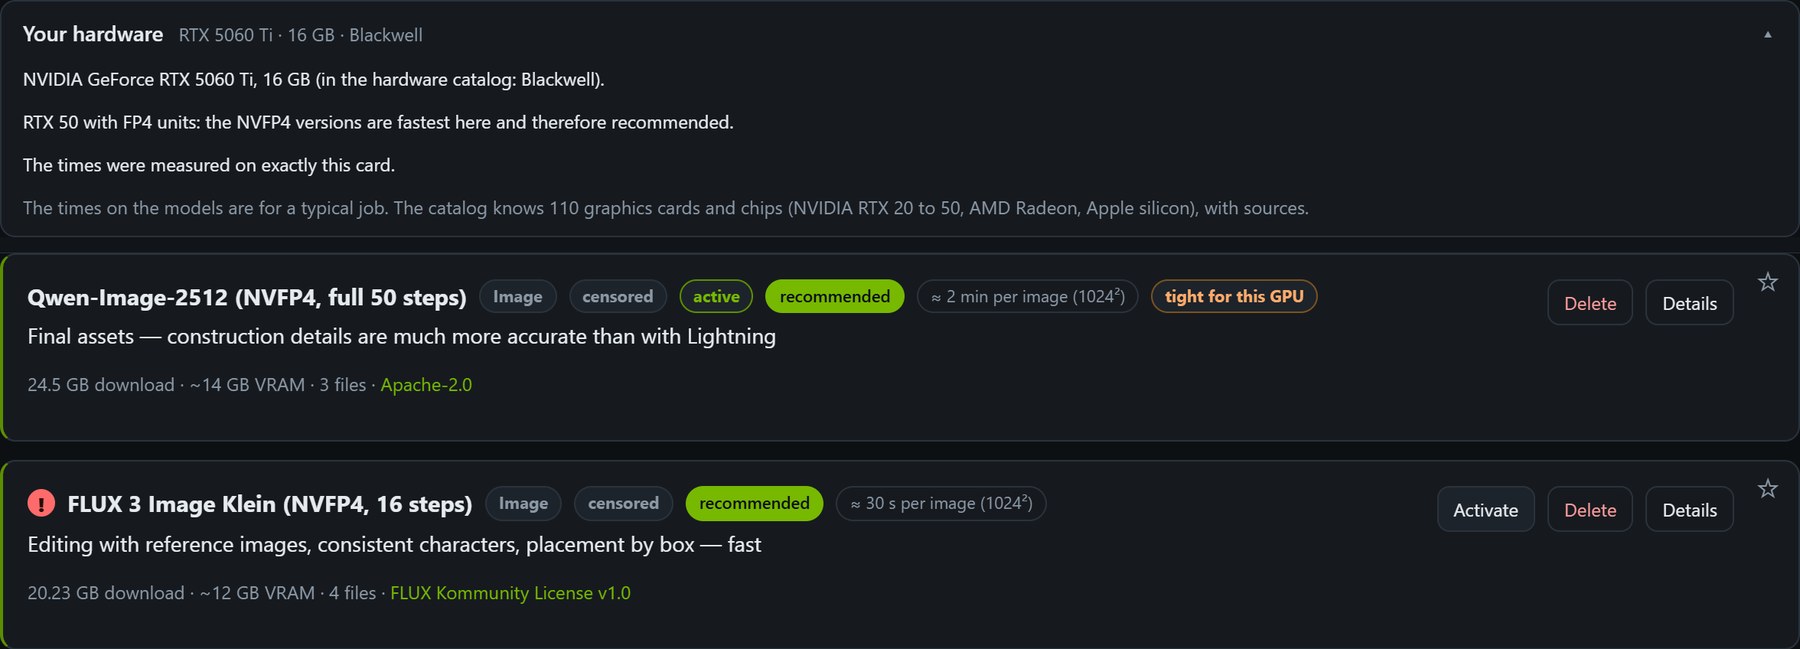 Your hardware RTX 5060 Ti · 16 GB · Blackwell ▲
NVIDIA GeForce RTX 5060 Ti, 16 GB (in the hardware catalog: Blackwell).
RTX 50 with FP4 units: the NVFP4 versions are fastest here and therefore recommended.
The times were measured on exactly this card.
The times on the models are for a typical job. The catalog knows 110 graphics cards and chips (NVIDIA RTX 20 to 50, AMD Radeon, Apple silicon), with sources.
Qwen-Image-2512 (NVFP4, full 50 steps) Image censored active recommended ≈ 2 min per image (1024²) tight for this GPU Delete Details ☆
Final assets — construction details are much more accurate than with Lightning
24.5 GB download · ~14 GB VRAM · 3 files · Apache-2.0
! FLUX 3 Image Klein (NVFP4, 16 steps) Image censored recommended ≈ 30 s per image (1024²) Activate Delete Details ☆
Editing with reference images, consistent characters, placement by box — fast
20.23 GB download · ~12 GB VRAM · 4 files · FLUX Kommunity License v1.0